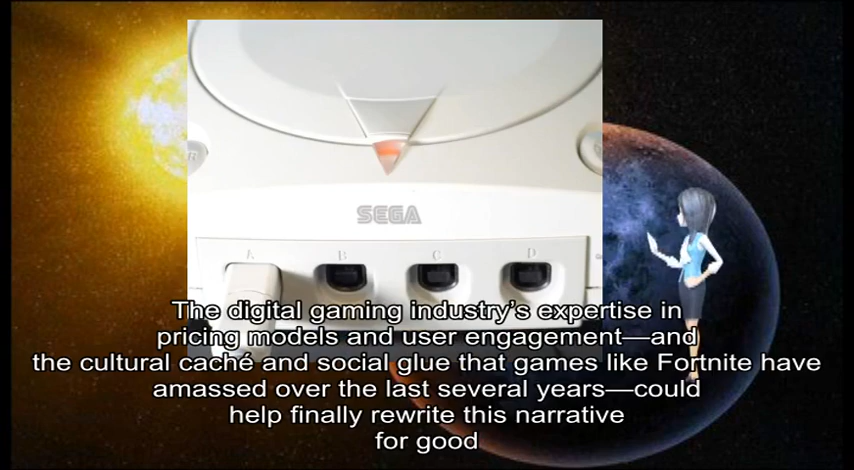 R
SEGA
A B C D
The digital gaming industry’s expertise in
pricing models and user engagement—and
the cultural caché and social glue that games like Fortnite have
amassed over the last several years—could
help finally rewrite this narrative
for good